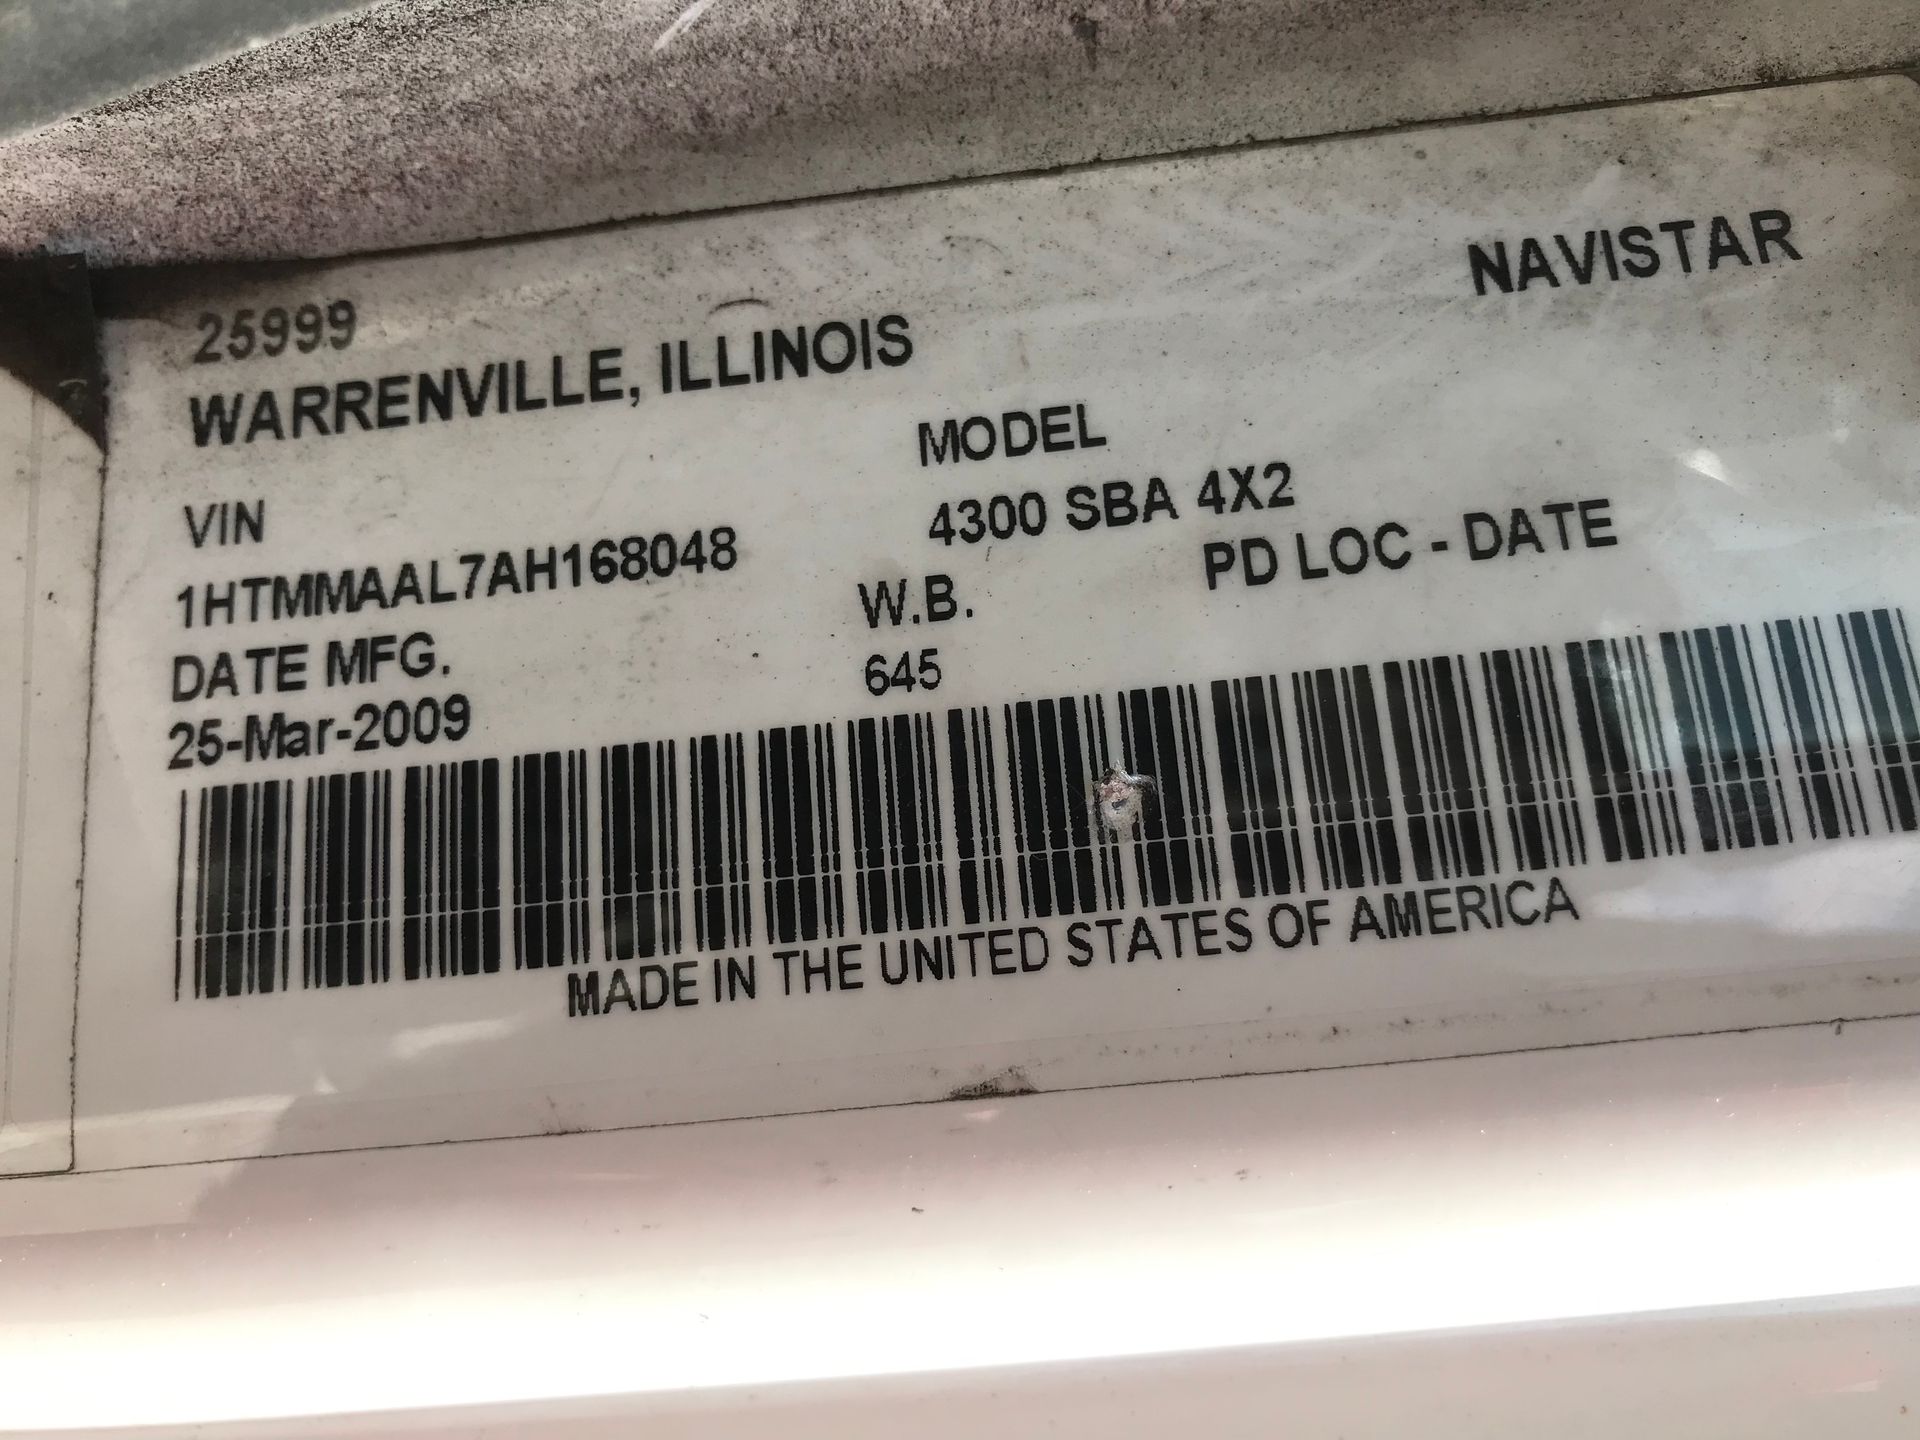 NAVISTAR
25999
WARRENVILLE, ILLINOIS
MODEL
VIN
4300 SBA 4X2
1HTMMAAL7AH168048
W.B.
PD LOC - DATE
DATE MFG.
645
25-Mar-2009
MADE IN THE UNITED STATES OF AMERICA